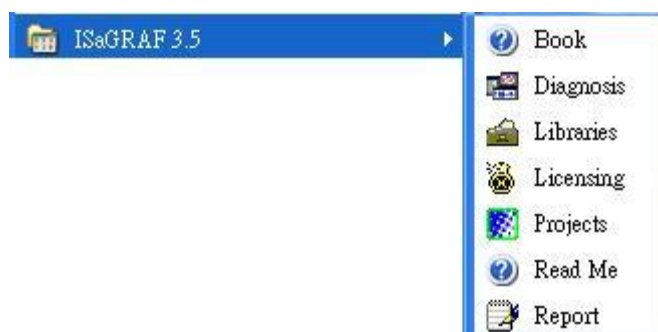 ISaGRAF 3.5
Book
Diagnosis
Libraries
Licensing
Projects
Read Me
Report